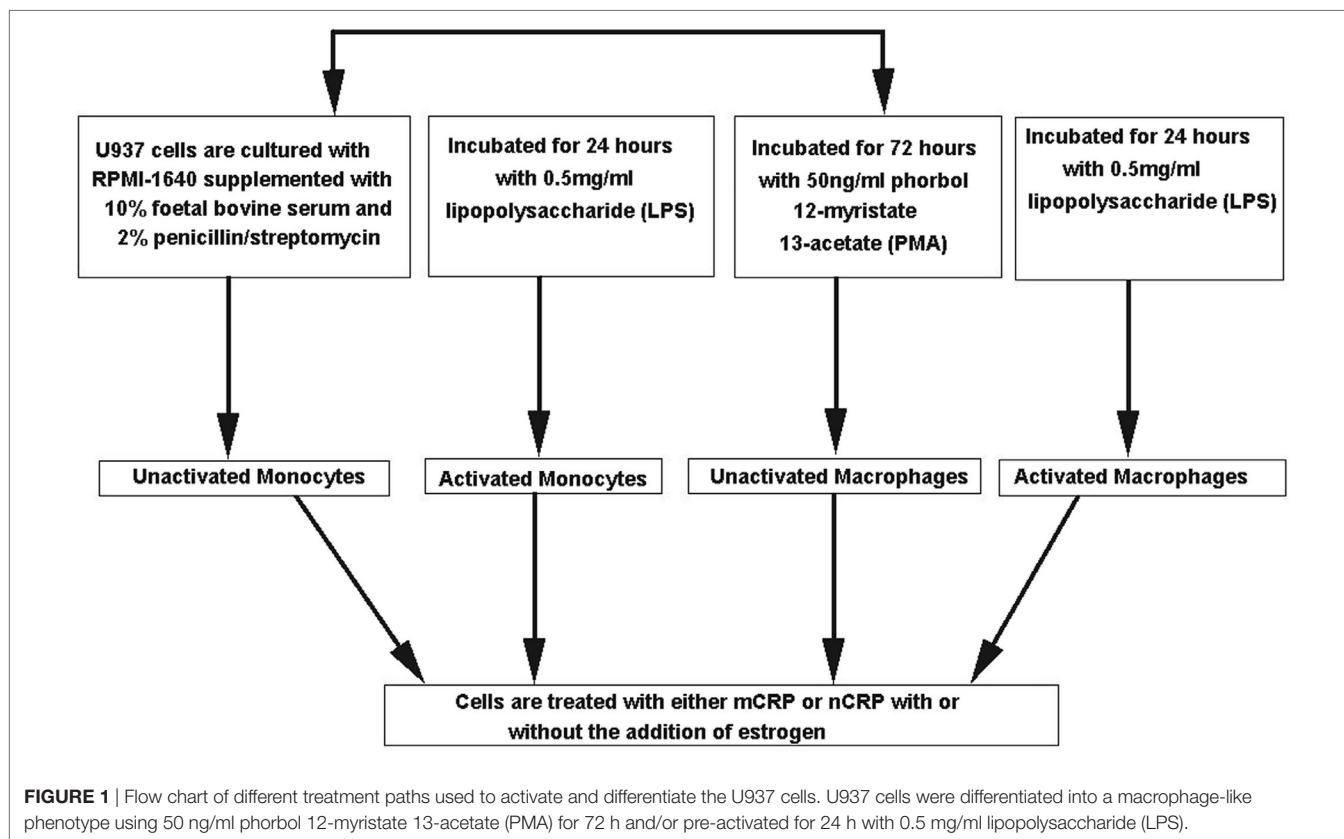 U937 cells are cultured with
RPMI-1640 supplemented with
10% foetal bovine serum and
2% penicillin/streptomycin
Incubated for 24 hours
with 0.5mg/ml
lipopolysaccharide (LPS)
Incubated for 72 hours
with 50ng/ml phorbol
12-myristate
13-acetate (PMA)
Incubated for 24 hours
with 0.5mg/ml
lipopolysaccharide (LPS)
Unactivated Monocytes
Activated Monocytes
Unactivated Macrophages
Activated Macrophages
Cells are treated with either mCRP or nCRP with or
without the addition of estrogen
FIGURE 1 | Flow chart of different treatment paths used to activate and differentiate the U937 cells. U937 cells were differentiated into a macrophage-like
phenotype using 50 ng/ml phorbol 12-myristate 13-acetate (PMA) for 72 h and/or pre-activated for 24 h with 0.5 mg/ml lipopolysaccharide (LPS).